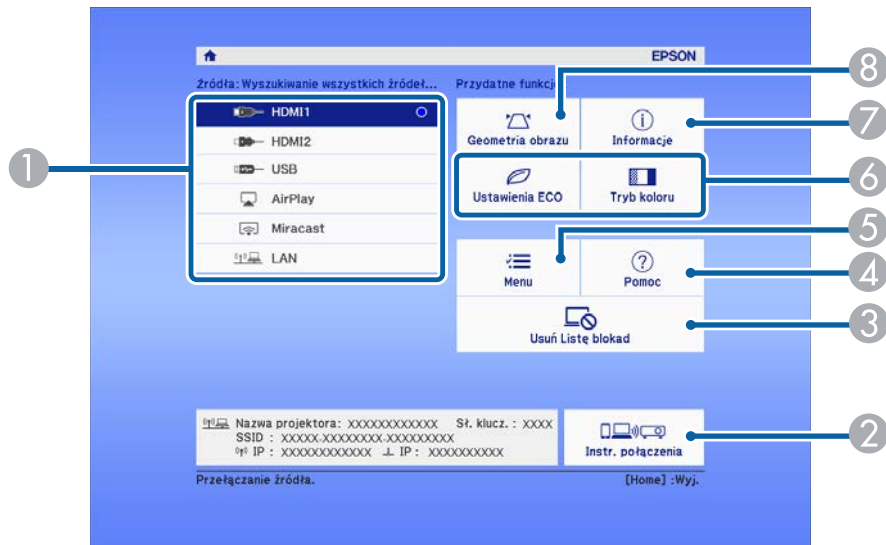 EPSON
Źródła: Wyszukiwanie wszystkich źródeł...
Przydatne funkcj
HDMI1
HDMI2
USB
AirPlay
Miracast
LAN
Geometria obrazu
Informacje
Ustawienia ECO
Tryb koloru
Menu
Pomoc
Usuń Listę blokad
Nazwa projektora: XXXXXXXXXXXX Sł. klucz. : XXXX
SSID : XXXXX-XXXXXXXX-XXXXXXXXX
IP : XXXXXXXXXXXX IP : XXXXXXXXXX
Instr. połączenia
Przełączanie źródła.
[Home] :Wyj.
1
2
3
4
5
6
7
8